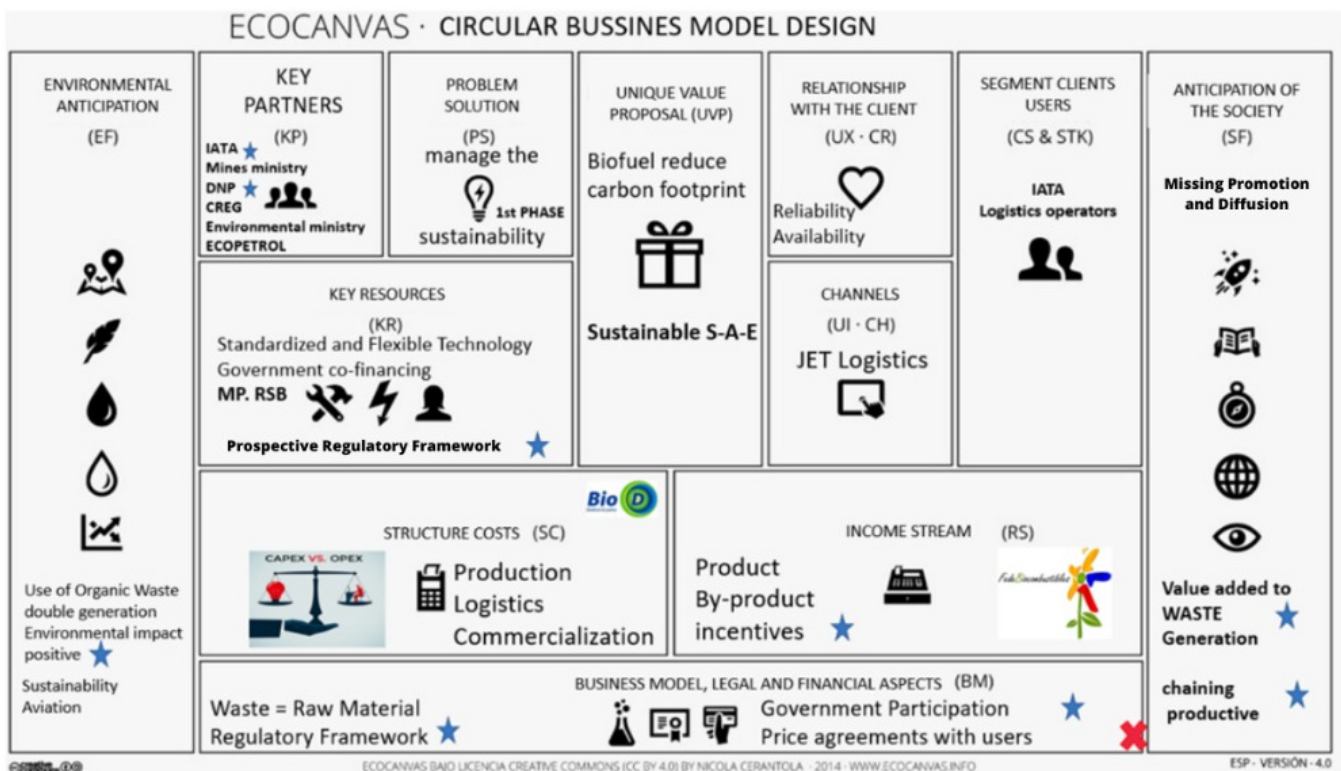 ECOCANVAS · CIRCULAR BUSSINES MODEL DESIGN
ENVIRONMENTAL
ANTICIPATION
(EF)
Use of Organic Waste
double generation
Environmental impact
positive
Sustainability
Aviation
KEY
PARTNERS
(KP)
IATA
Mines ministry
DNP
CREG
Environmental ministry
ECOPETROL
PROBLEM
SOLUTION
(PS)
manage the
1st PHASE
sustainability
UNIQUE VALUE
PROPOSAL (UVP)
Biofuel reduce
carbon footprint
Sustainable S-A-E
RELATIONSHIP
WITH THE CLIENT
(UX · CR)
Reliability
Availability
SEGMENT CLIENTS
USERS
(CS & STK)
IATA
Logistics operators
ANTICIPATION OF
THE SOCIETY
(SF)
Missing Promotion
and Diffusion
Value added to
WASTE
Generation
chaining
productive
KEY RESOURCES
(KR)
Standardized and Flexible Technology
Government co-financing
MP. RSB
Prospective Regulatory Framework
CHANNELS
(UI · CH)
JET Logistics
Bio D
STRUCTURE COSTS (SC)
CAPEX VS. OPEX
Production
Logistics
Commercialization
INCOME STREAM (RS)
Product
By-product
incentives
FedeBiocombustibles
BUSINESS MODEL, LEGAL AND FINANCIAL ASPECTS (BM)
Waste = Raw Material
Regulatory Framework
Government Participation
Price agreements with users
ECOCANVAS BAJO LICENCIA CREATIVE COMMONS (CC BY 4.0) BY NICOLA CERANTOLA · 2014 · WWW.ECOCANVAS.INFO
ESP · VERSIÓN · 4.0